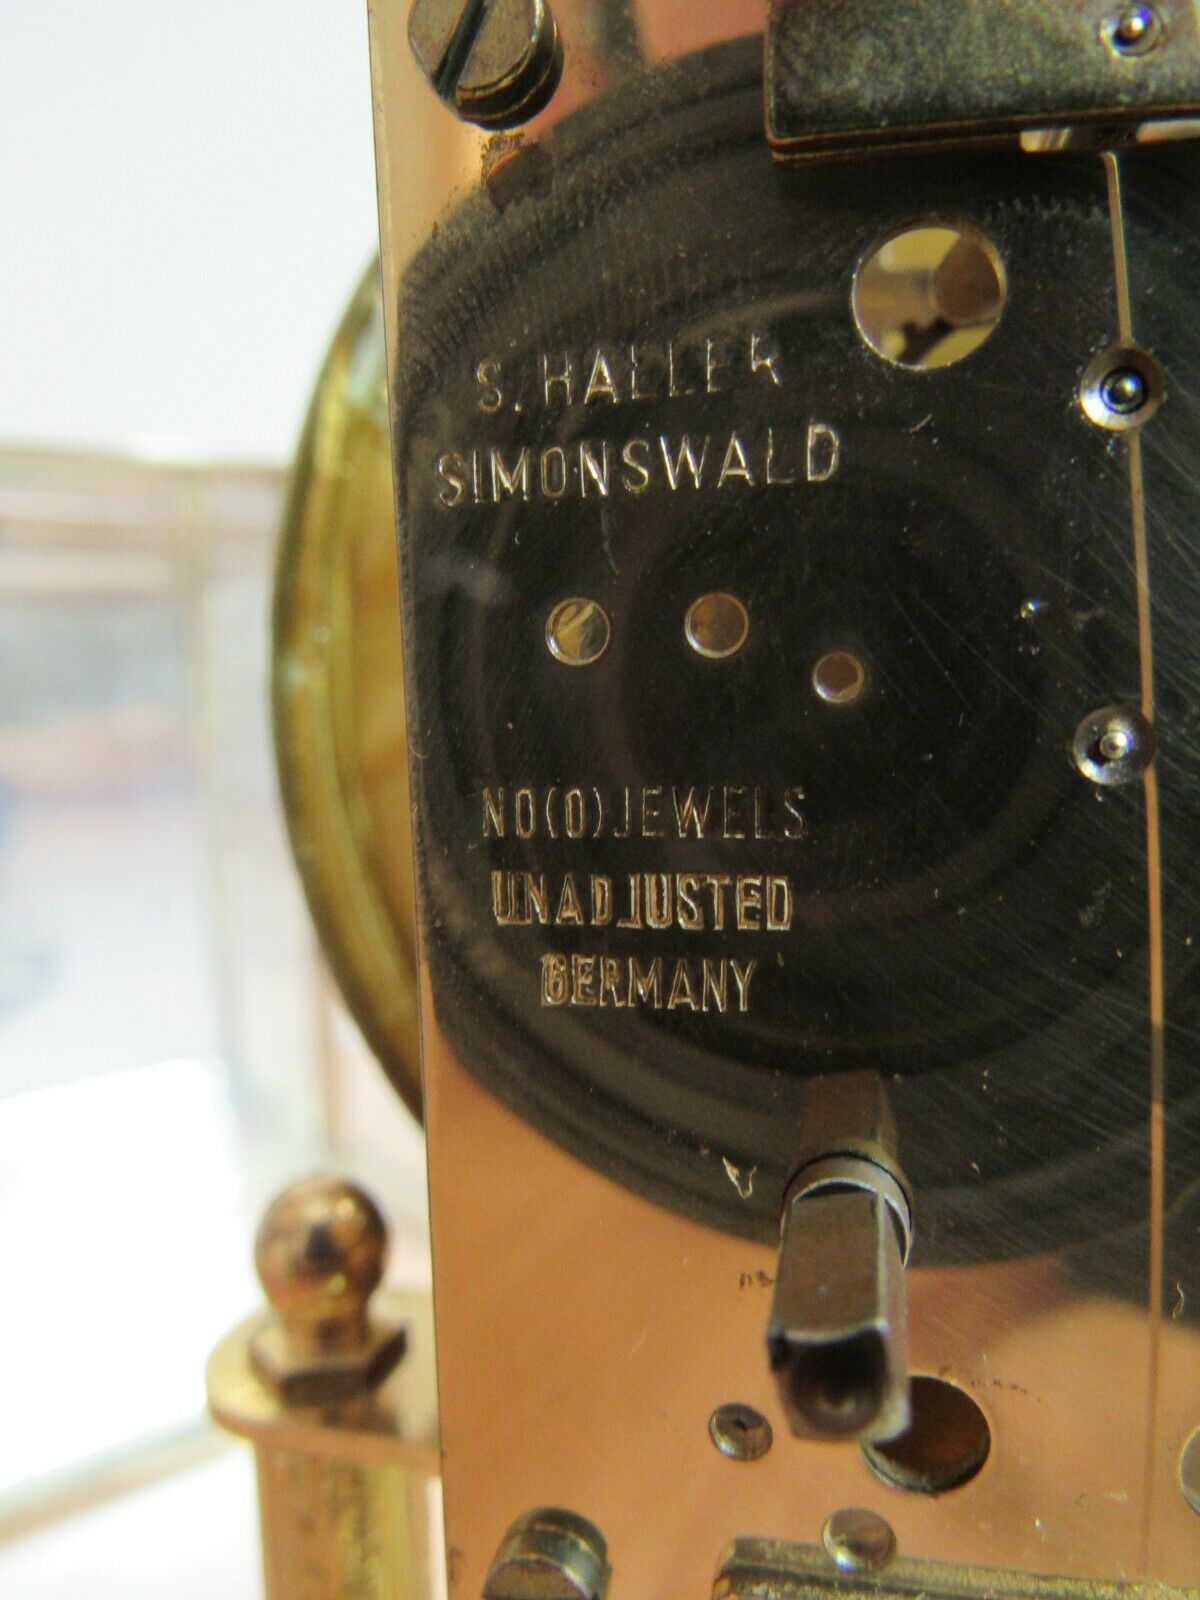 S. HALLER
SIMONSWALD
NO(0) JEWELS
UNADJUSTED
GERMANY
A